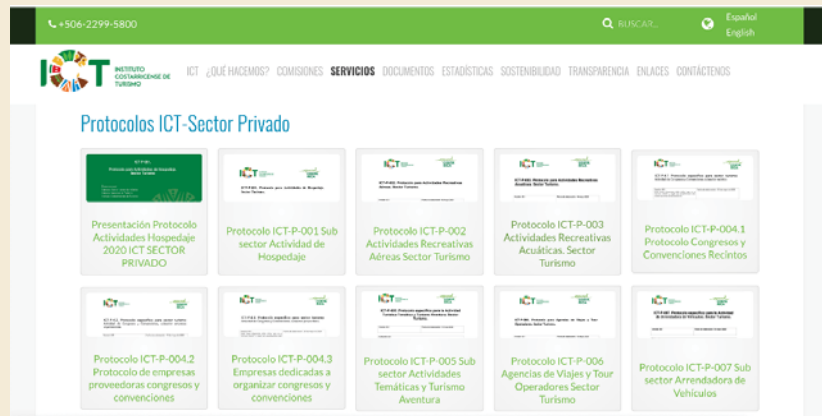 +506-2299-5800
BUSCAR...
Español
English
ICT
INSTITUTO
COSTARRICENSE DE
TURISMO
ICT ¿QUÉ HACEMOS? COMISIONES SERVICIOS DOCUMENTOS ESTADÍSTICAS SOSTENIBILIDAD TRANSPARENCIA ENLACES CONTÁCTENOS
Protocolos ICT-Sector Privado
Presentación Protocolo
Actividades Hospedaje
2020 ICT SECTOR
PRIVADO
Protocolo ICT-P-001 Sub
sector Actividad de
Hospedaje
Protocolo ICT-P-002
Actividades Recreativas
Aéreas Sector Turismo
Protocolo ICT-P-003
Actividades Recreativas
Acuáticas. Sector
Turismo
Protocolo ICT-P-004.1
Protocolo Congresos y
Convenciones Recintos
Protocolo ICT-P-004.2
Protocolo de empresas
proveedoras congresos y
convenciones
Protocolo ICT-P-004.3
Empresas dedicadas a
organizar congresos y
convenciones
Protocolo ICT-P-005 Sub
sector Actividades
Temáticas y Turismo
Aventura
Protocolo ICT-P-006
Agencias de Viajes y Tour
Operadores Sector
Turismo
Protocolo ICT-P-007 Sub
sector Arrendadora de
Vehículos